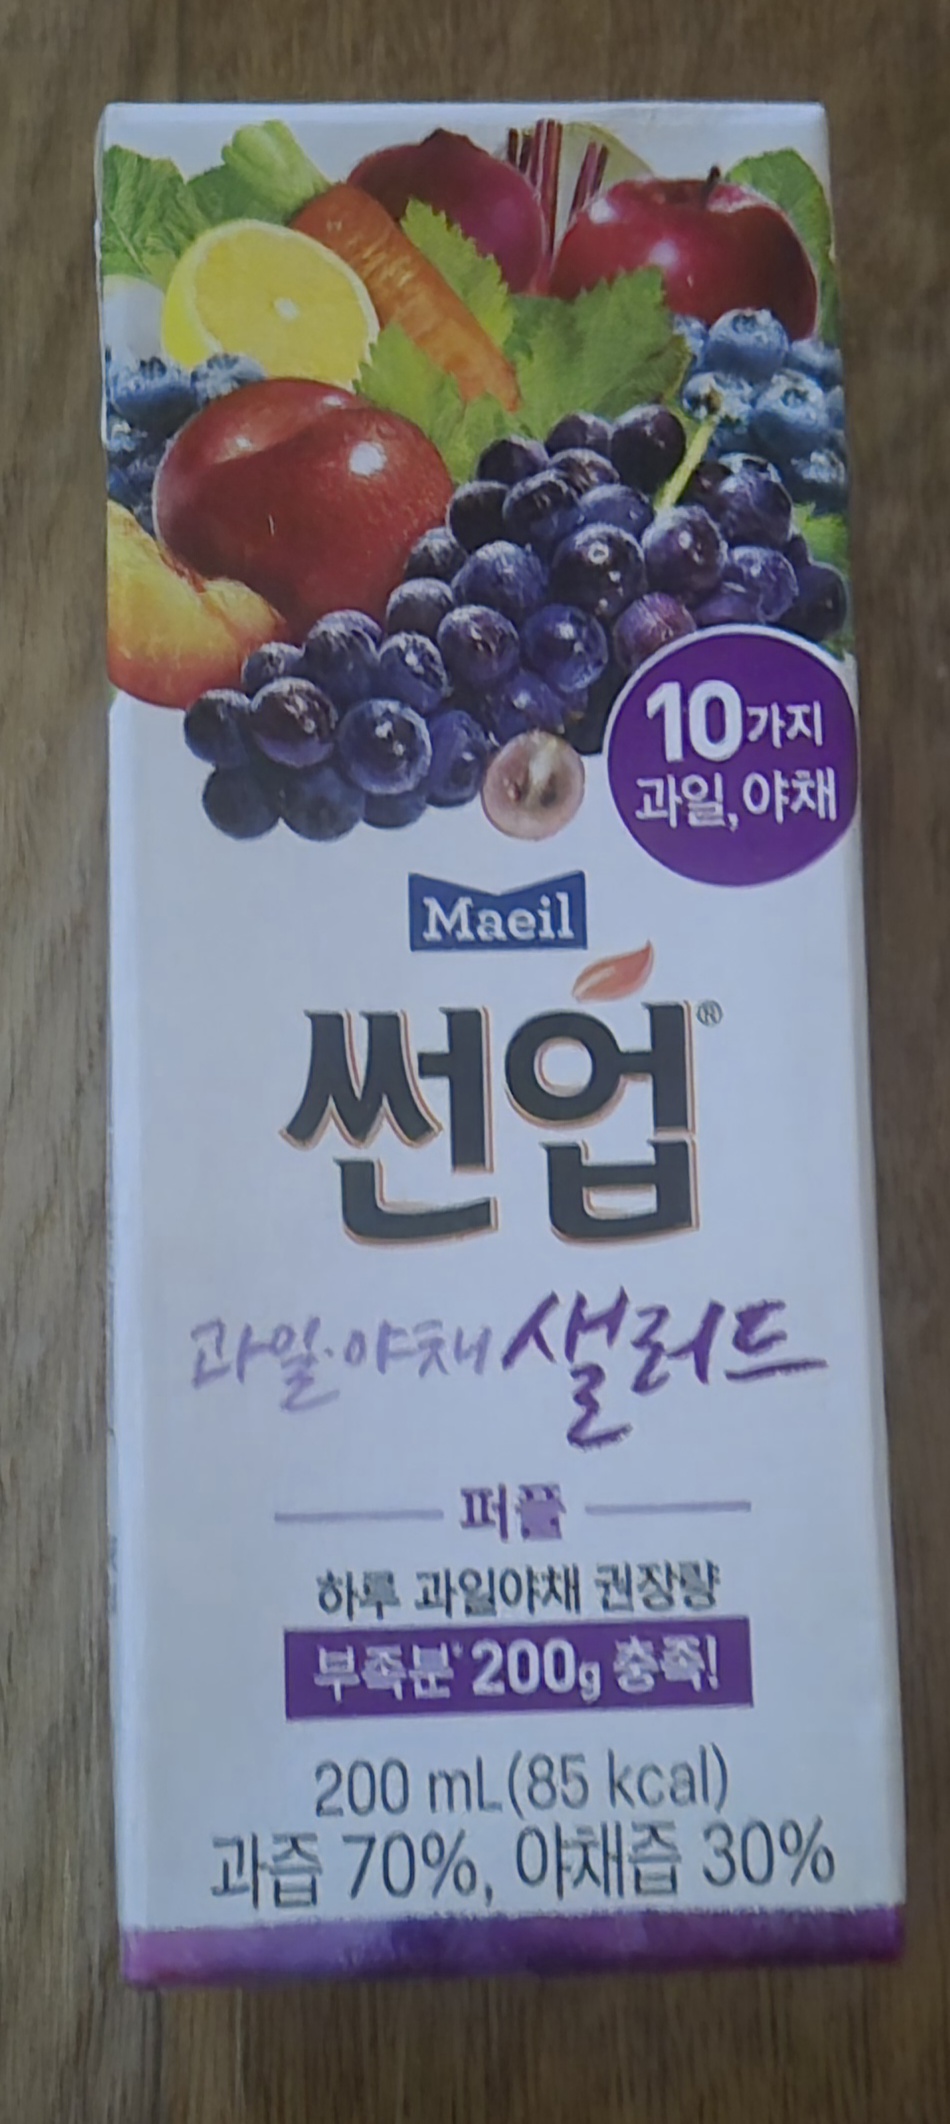 10가지
과일, 야채
Maeil
썬업®
과일·야채 샐러드
퍼플
하루 과일야채 권장량
부족분* 200g 충족!
200 mL(85 kcal)
과즙 70%, 야채즙 30%